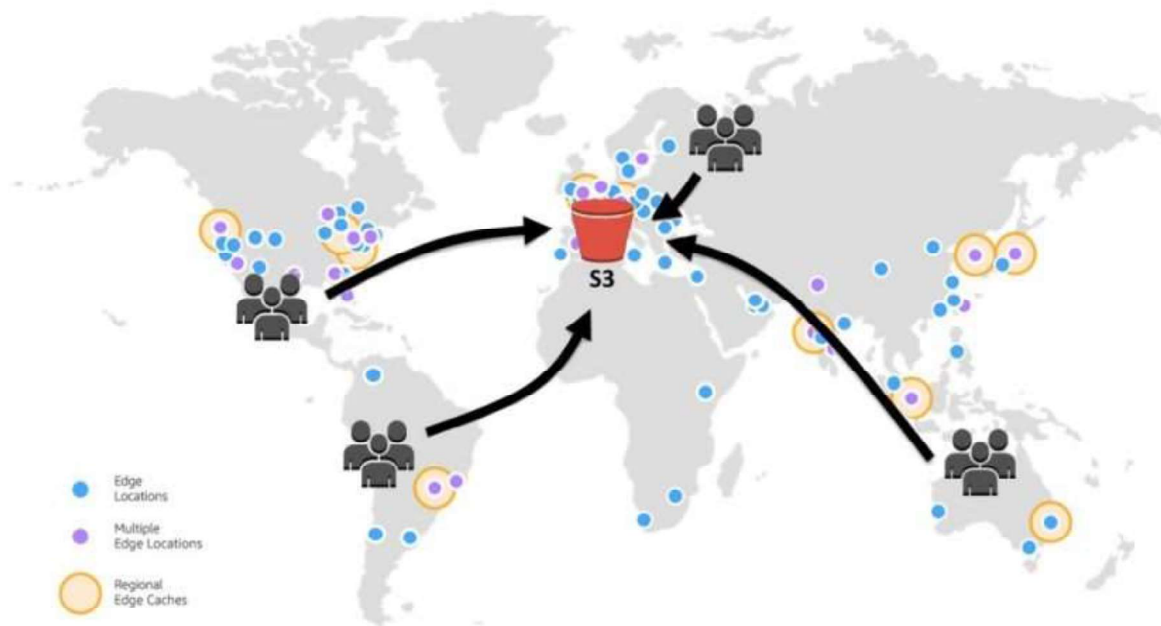 S3
Edge
Locations
Multiple
Edge Locations
Regional
Edge Caches